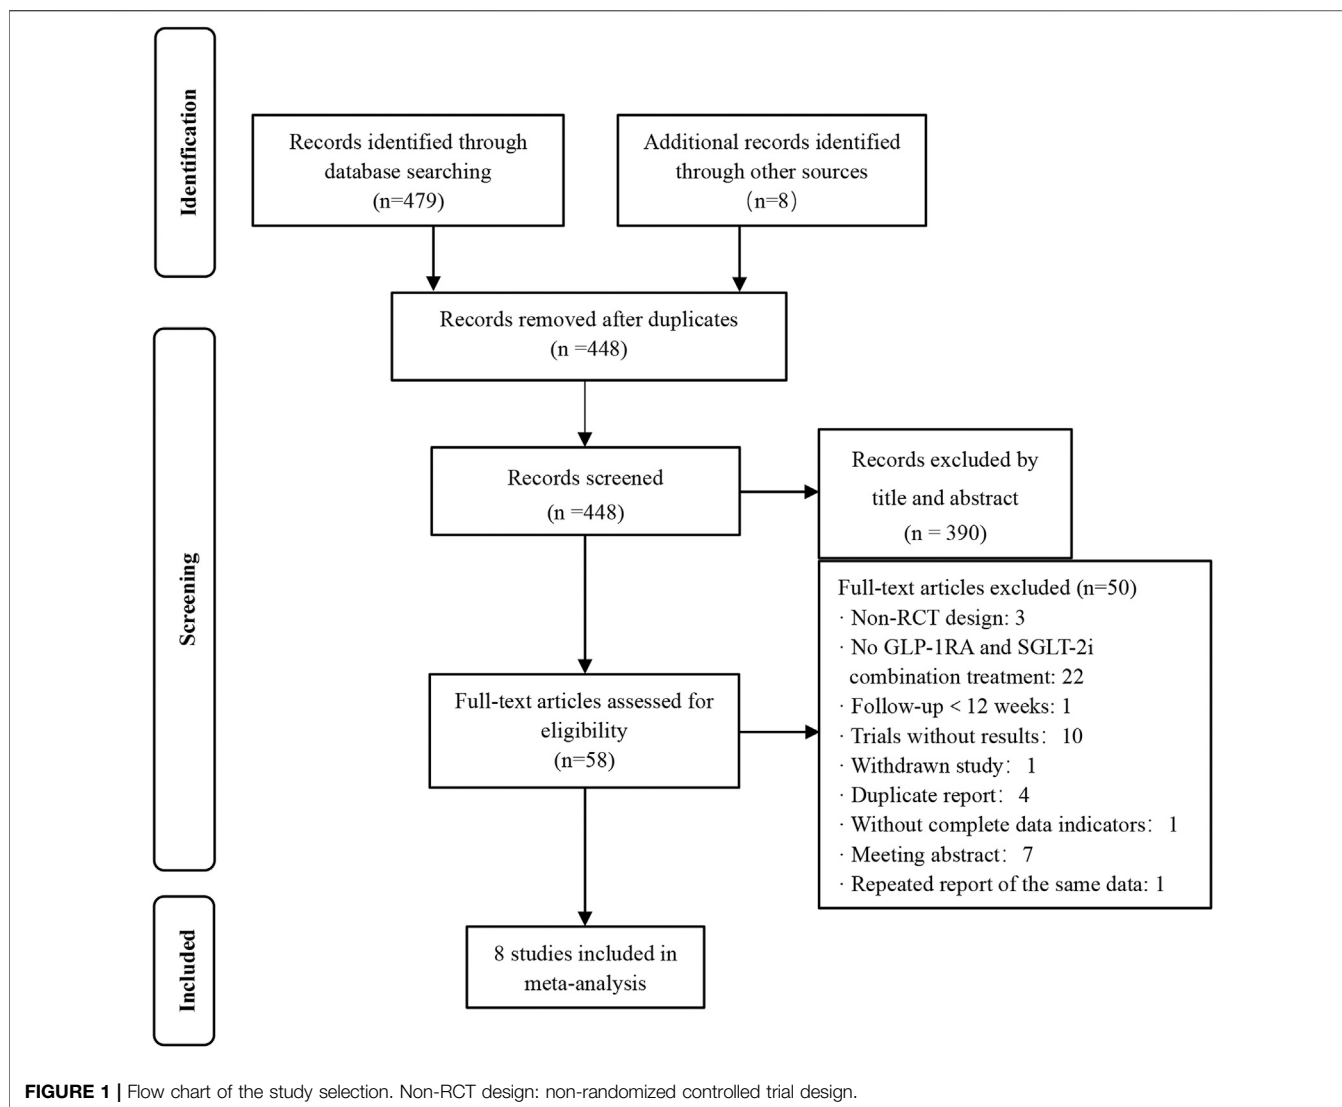 Identification
Records identified through
database searching
(n=479)
Additional records identified
through other sources
（n=8）
Records removed after duplicates
(n =448)
Screening
Records screened
(n =448)
Records excluded by
title and abstract
(n = 390)
Full-text articles assessed for
eligibility
(n=58)
Full-text articles excluded (n=50)
· Non-RCT design: 3
· No GLP-1RA and SGLT-2i
combination treatment: 22
· Follow-up < 12 weeks: 1
· Trials without results： 10
· Withdrawn study： 1
· Duplicate report： 4
· Without complete data indicators： 1
· Meeting abstract： 7
· Repeated report of the same data: 1
Included
8 studies included in
meta-analysis
FIGURE 1 | Flow chart of the study selection. Non-RCT design: non-randomized controlled trial design.